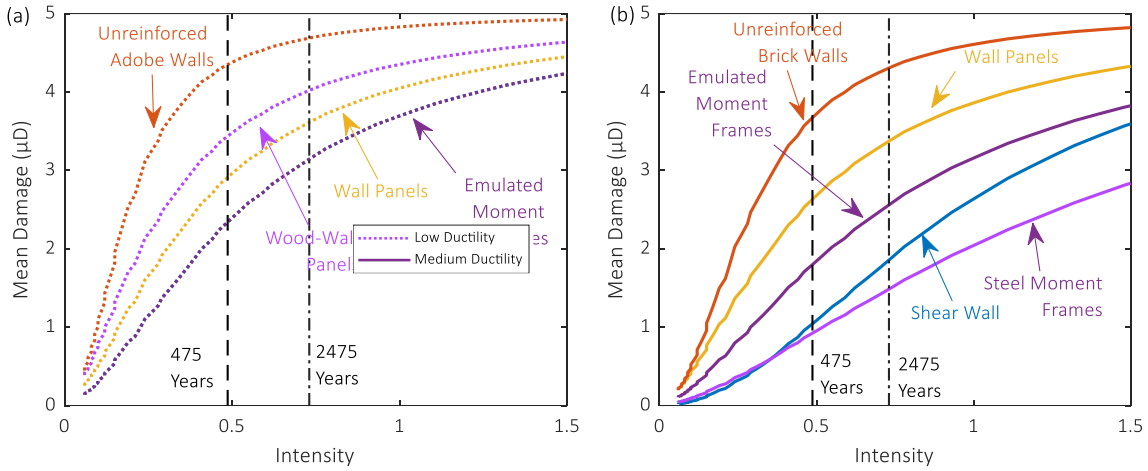 (a)
Unreinforced
Adobe Walls
Wall Panels
Emulated
Moment
es
Wood-Wal
Panel
Low Ductility
Medium Ductility
475
Years
2475
Years
5
4
3
2
1
0
0
0.5
1
1.5
Mean Damage (μD)
Intensity
(b)
Unreinforced
Brick Walls
Emulated
Moment
Frames
Wall Panels
Steel Moment
Frames
Shear Wall
475
Years
2475
Years
5
4
3
2
1
0
0
0.5
1
1.5
Mean Damage (μD)
Intensity